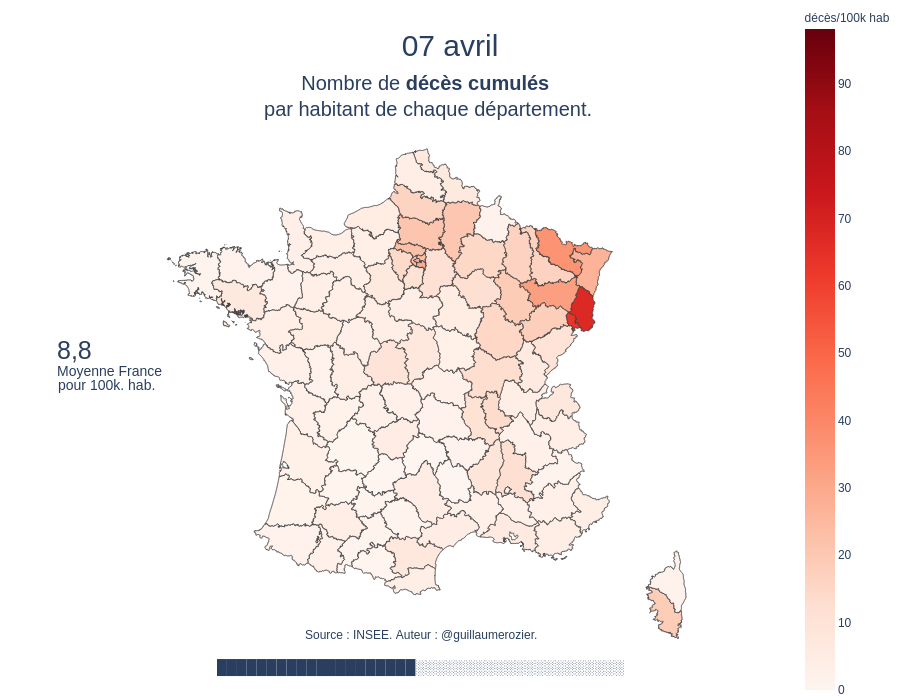 décès/100k hab
07 avril
Nombre de décès cumulés
par habitant de chaque département.
90
80
70
60
50
40
30
20
10
0
8,8
Moyenne France
pour 100k. hab.
Source : INSEE. Auteur : @guillaumerozier.